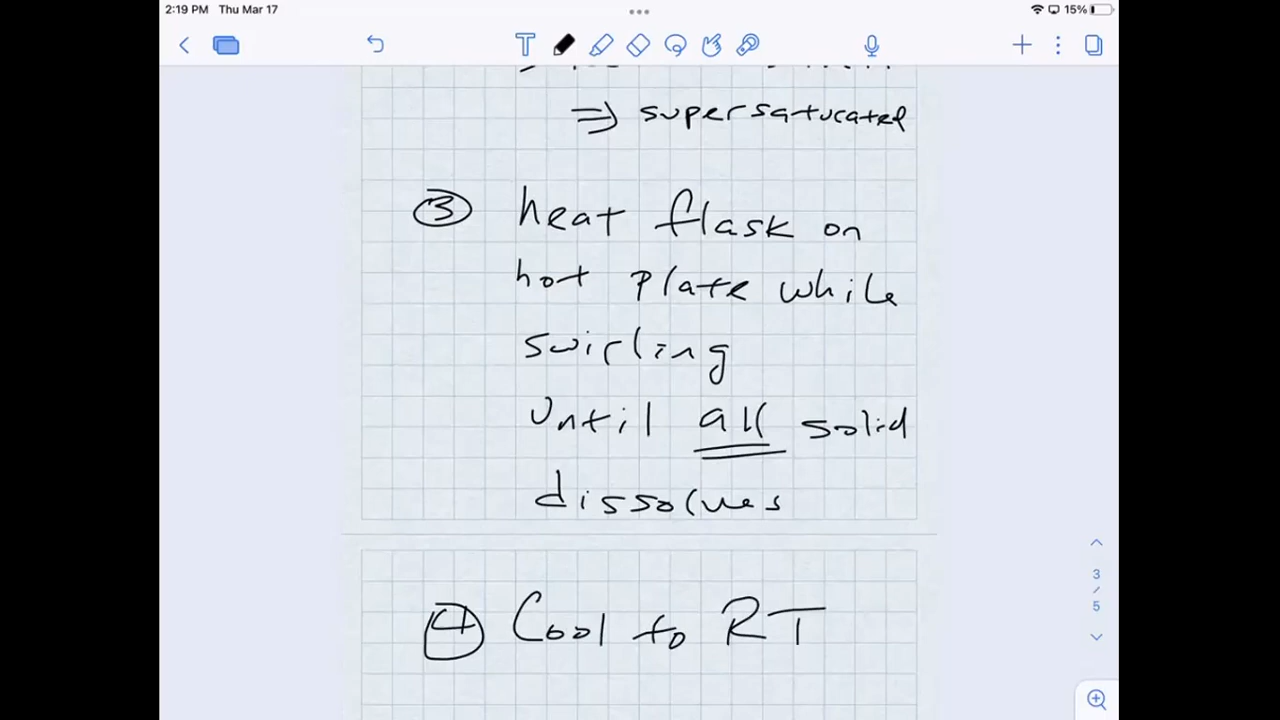 2:19 PM Thu Mar 17
15%
⇒ supersaturated
③ heat flask on
hot plate while
swirling
until all solid
dissolves
④ Cool to RT
3
/
5